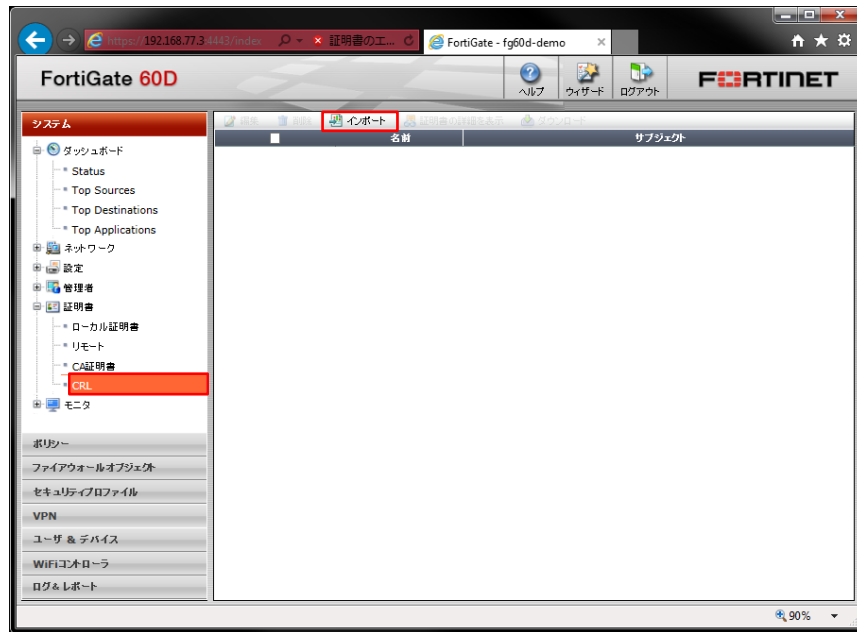 https://192.168.77.3:4443/index
証明書のエ...
FortiGate - fg60d-demo
FortiGate 60D
ヘルプ
ウィザード
ログアウト
FORTINET
システム
編集
削除
インポート
証明書の詳細を表示
ダウンロード
名前
サブジェクト
ダッシュボード
Status
Top Sources
Top Destinations
Top Applications
ネットワーク
設定
管理者
証明書
ローカル証明書
リモート
CA証明書
CRL
モニタ
ポリシー
ファイアウォールオブジェクト
セキュリティプロファイル
VPN
ユーザ & デバイス
WiFiコントローラ
ログ& レポート
90%